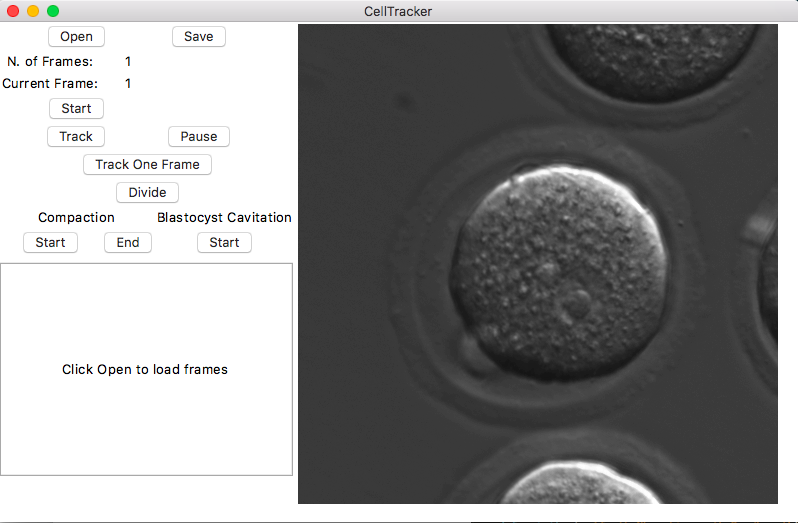 CellTracker
Open Save
N. of Frames: 1
Current Frame: 1
Start
Track Pause
Track One Frame
Divide
Compaction Blastocyst Cavitation
Start End Start
Click Open to load frames